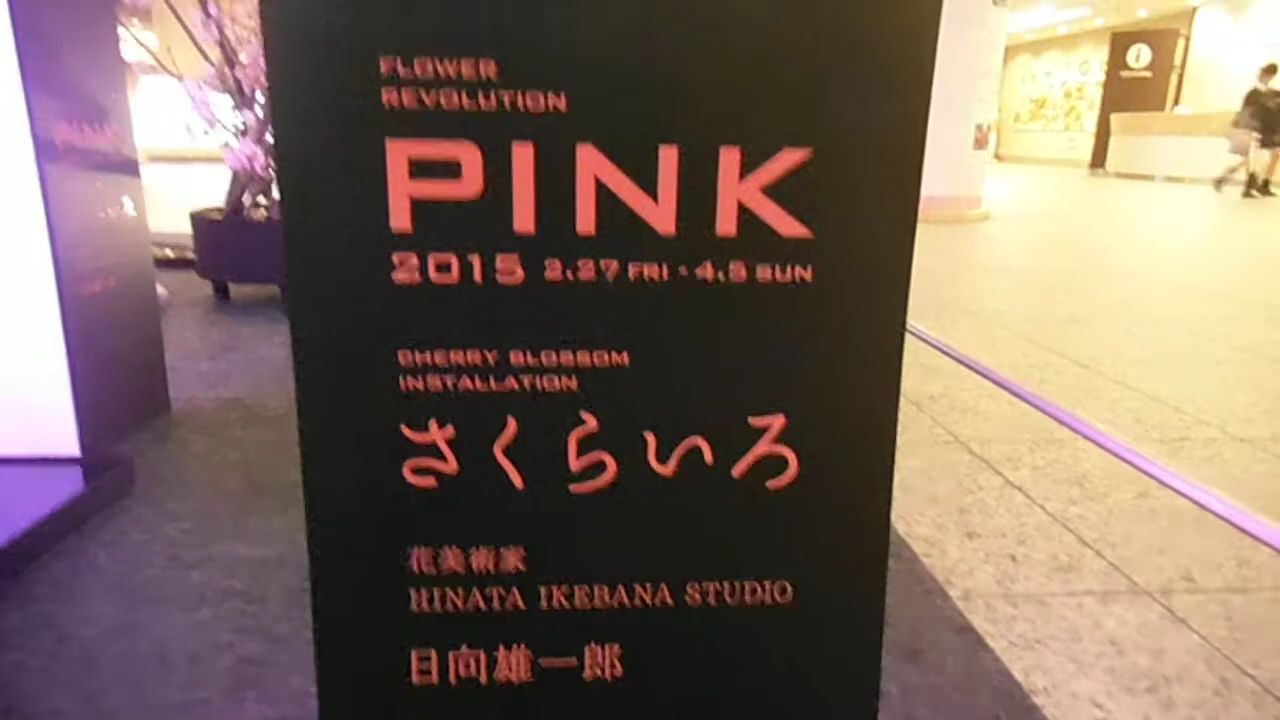 FLOWER
REVOLUTION
PINK
2015 2.27 FRI - 4.5 SUN
CHERRY BLOSSOM
INSTALLATION
さくらいろ
花美術家
HINATA IKEBANA STUDIO
日向雄一郎